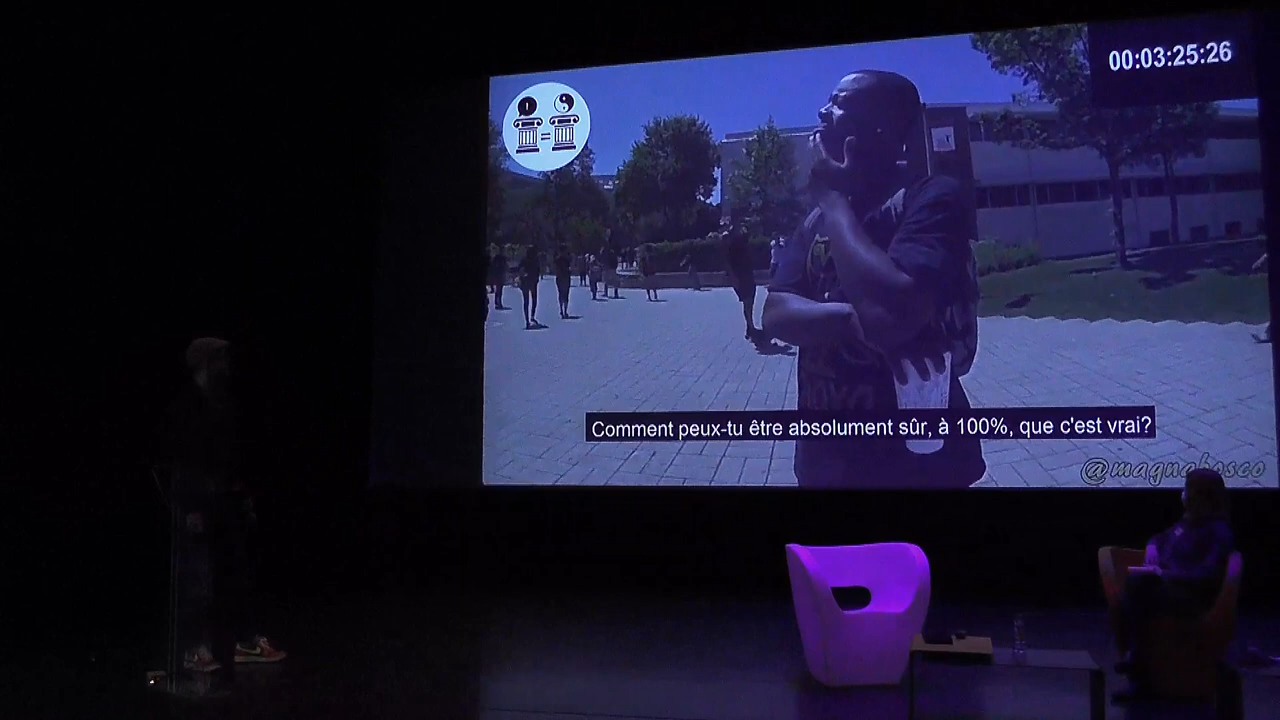 00:03:25:26
Comment peux-tu être absolument sûr, à 100%, que c'est vrai?
@magnabosco